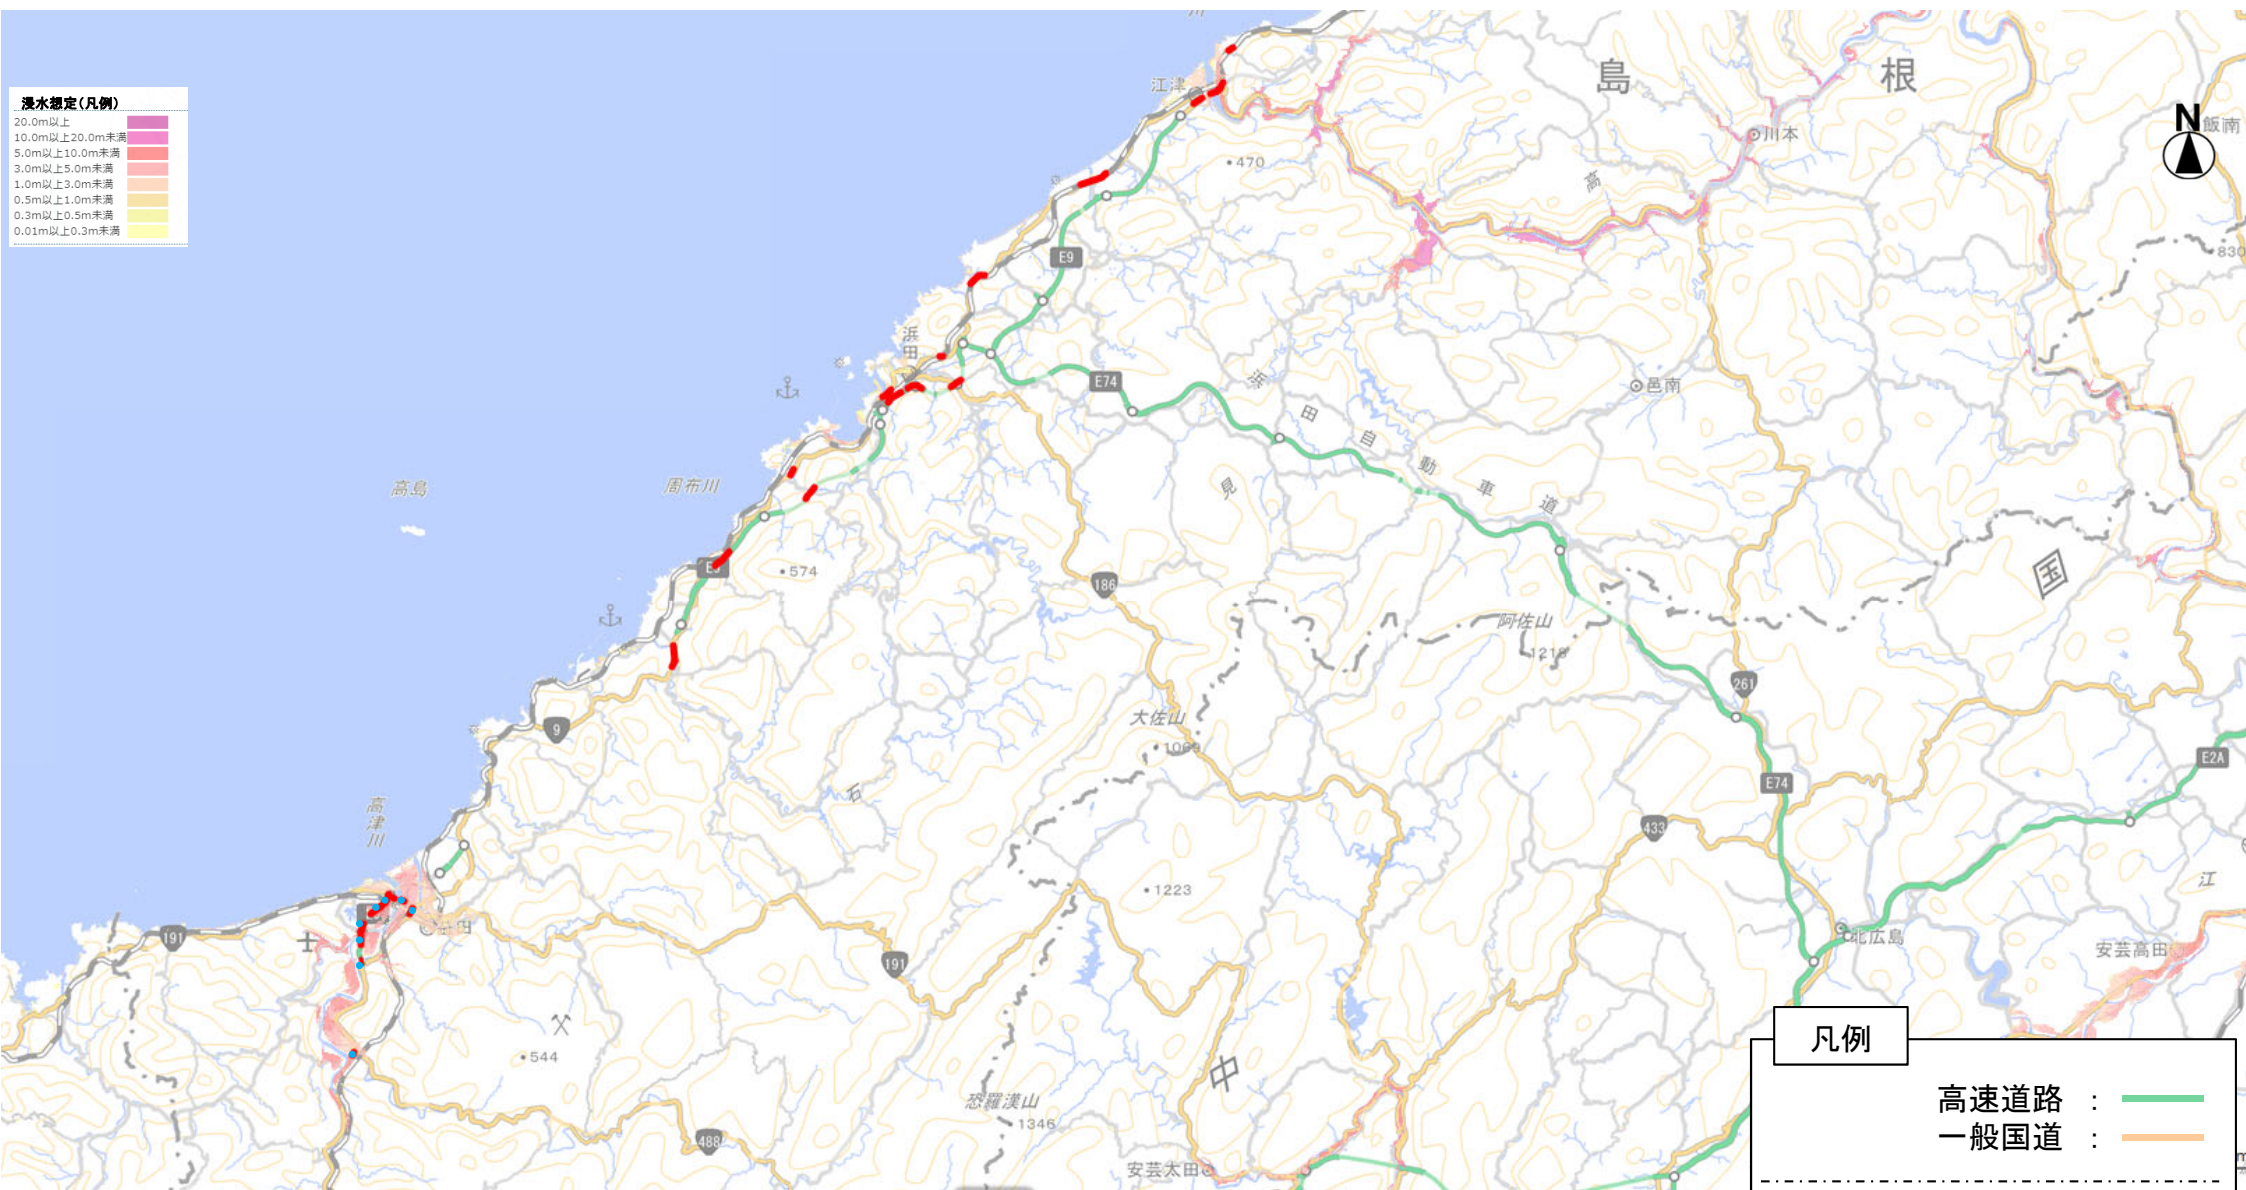 川
浸水想定(凡例)
20.0m以上
10.0m以上20.0m未満
5.0m以上10.0m未満
3.0m以上5.0m未満
1.0m以上3.0m未満
0.5m以上1.0m未満
0.3m以上0.5m未満
0.01m以上0.3m未満
江津
島
根
N
飯南
川本
470
高
830
E9
浜田
E74
浜
田
自
動
車
道
邑南
高島
周布川
見
574
186
国
阿佐山
1218
261
大佐山
1069
9
石
E2A
E74
433
高津川
1223
江
191
191
北広島
安芸高田
544
中
恐羅漢山
1346
488
安芸太田
凡例
高速道路 :
一般国道 :